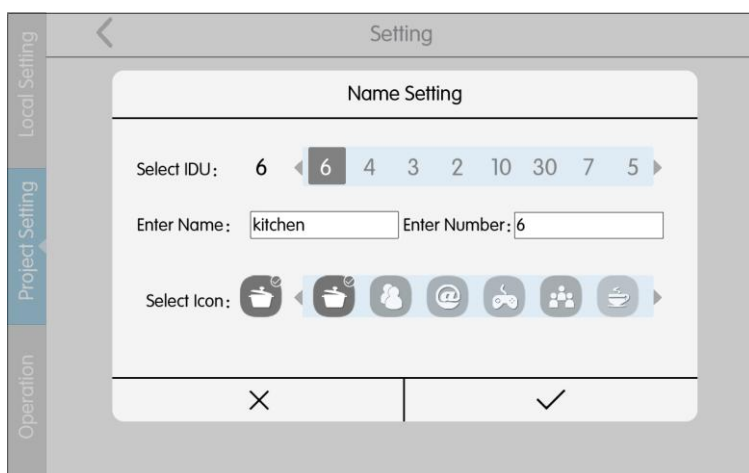 Setting
Name Setting
Select IDU: 6 6 4 3 2 10 30 7 5
Enter Name: kitchen Enter Number: 6
Select Icon: @
Local Setting
Project Setting
Operation